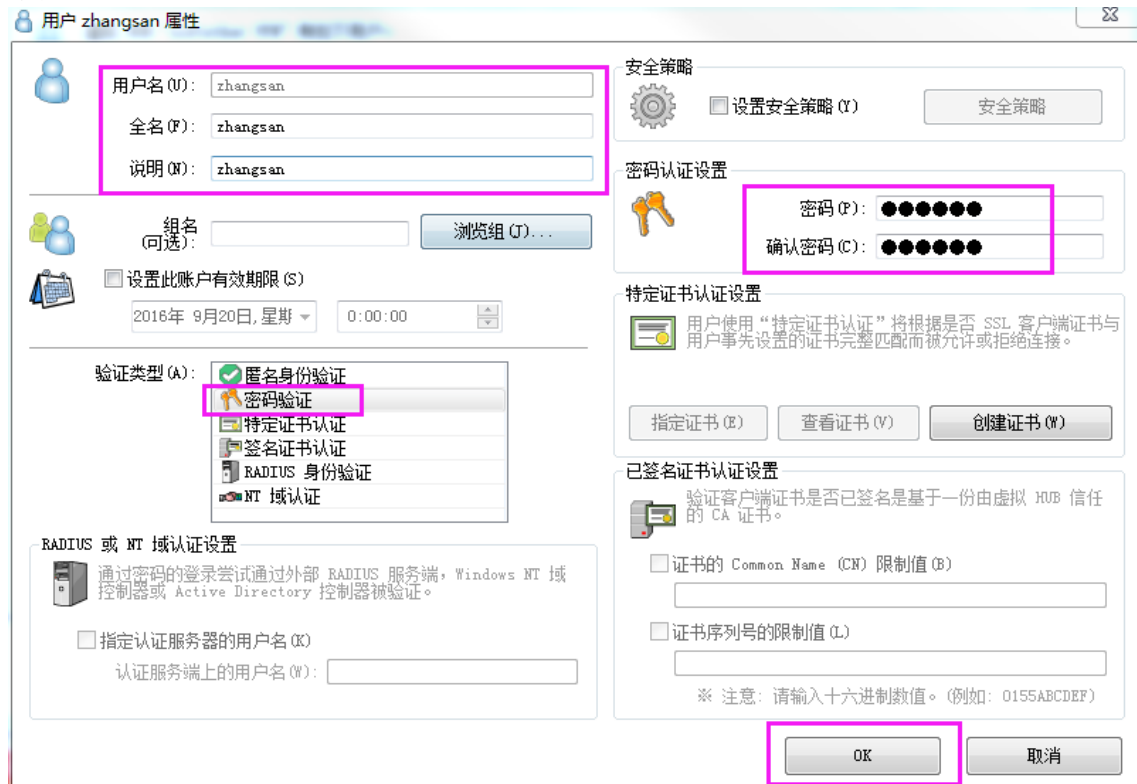 用户 zhangsan 属性
用户名(U): zhangsan
全名(F): zhangsan
说明(N): zhangsan
组名
(可选):
浏览组(J)...
设置此账户有效期限(S)
2016年 9月20日,星期
0:00:00
验证类型(A):
匿名身份验证
密码验证
特定证书认证
签名证书认证
RADIUS 身份验证
NT 域认证
RADIUS 或 NT 域认证设置
通过密码的登录尝试通过外部 RADIUS 服务端，Windows NT 域
控制器或 Active Directory 控制器被验证。
指定认证服务器的用户名(K)
认证服务端上的用户名(W):
安全策略
设置安全策略(Y)
安全策略
密码认证设置
密码(P): ●●●●●●
确认密码(C): ●●●●●●
特定证书认证设置
用户使用“特定证书认证”将根据是否 SSL 客户端证书与
用户事先设置的证书完整匹配而被允许或拒绝连接。
指定证书(E)
查看证书(V)
创建证书(W)
已签名证书认证设置
验证客户端证书是否已签名是基于一份由虚拟 HUB 信任
的 CA 证书。
证书的 Common Name (CN) 限制值(B)
证书序列号的限制值(L)
※ 注意: 请输入十六进制数值。(例如: 0155ABCDEF)
OK
取消